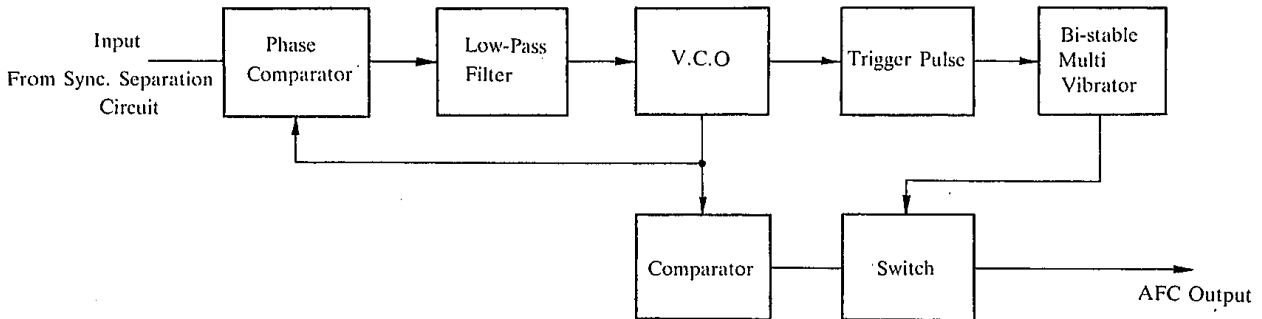 Input
From Sync. Separation
Circuit
Phase
Comparator
Low-Pass
Filter
V.C.O
Trigger Pulse
Bi-stable
Multi
Vibrator
Comparator
Switch
AFC Output